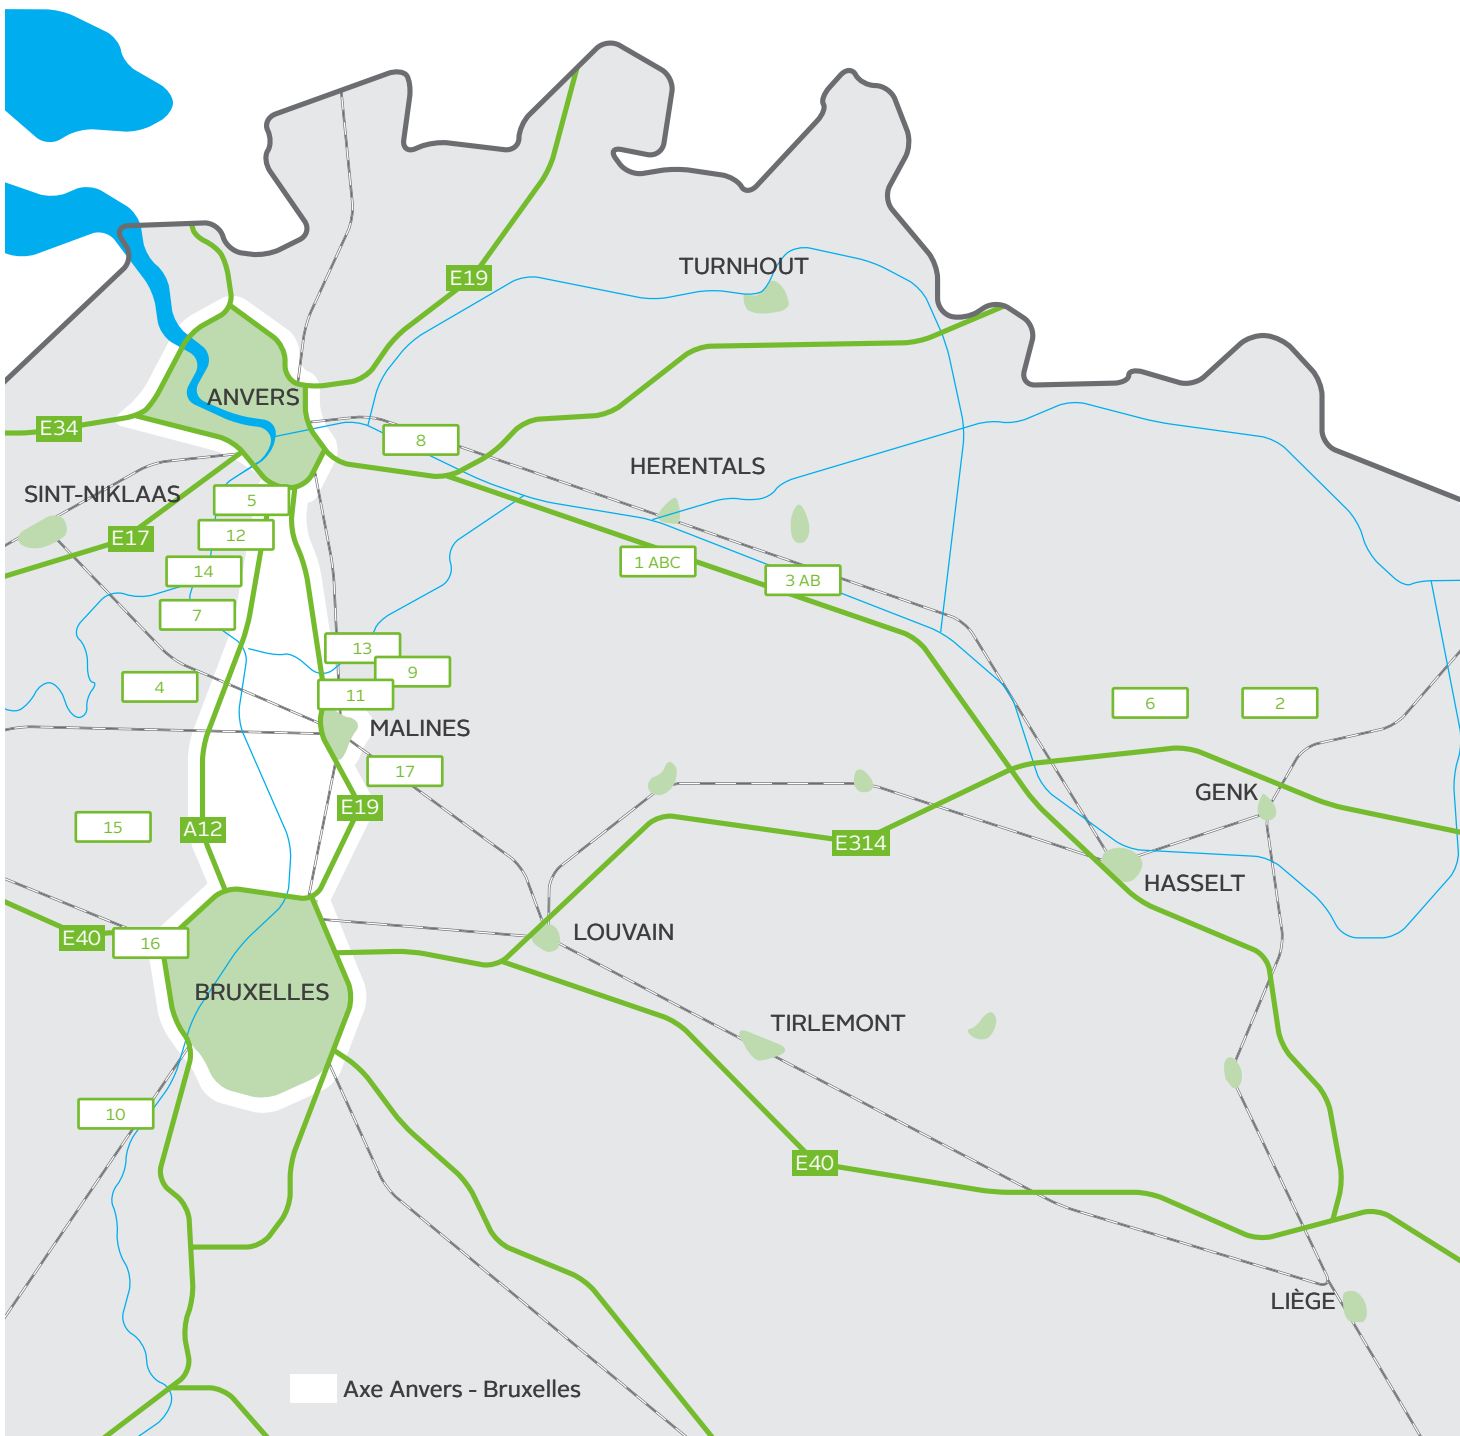 TURNHOUT
E19
ANVERS
E34
8
HERENTALS
SINT-NIKLAAS
5
E17
12
1 ABC
14
3 AB
7
13
9
4
11
6
2
MALINES
17
GENK
E19
15
A12
E314
HASSELT
LOUVAIN
E40
16
BRUXELLES
TIRLEMONT
10
E40
LIÈGE
Axe Anvers - Bruxelles